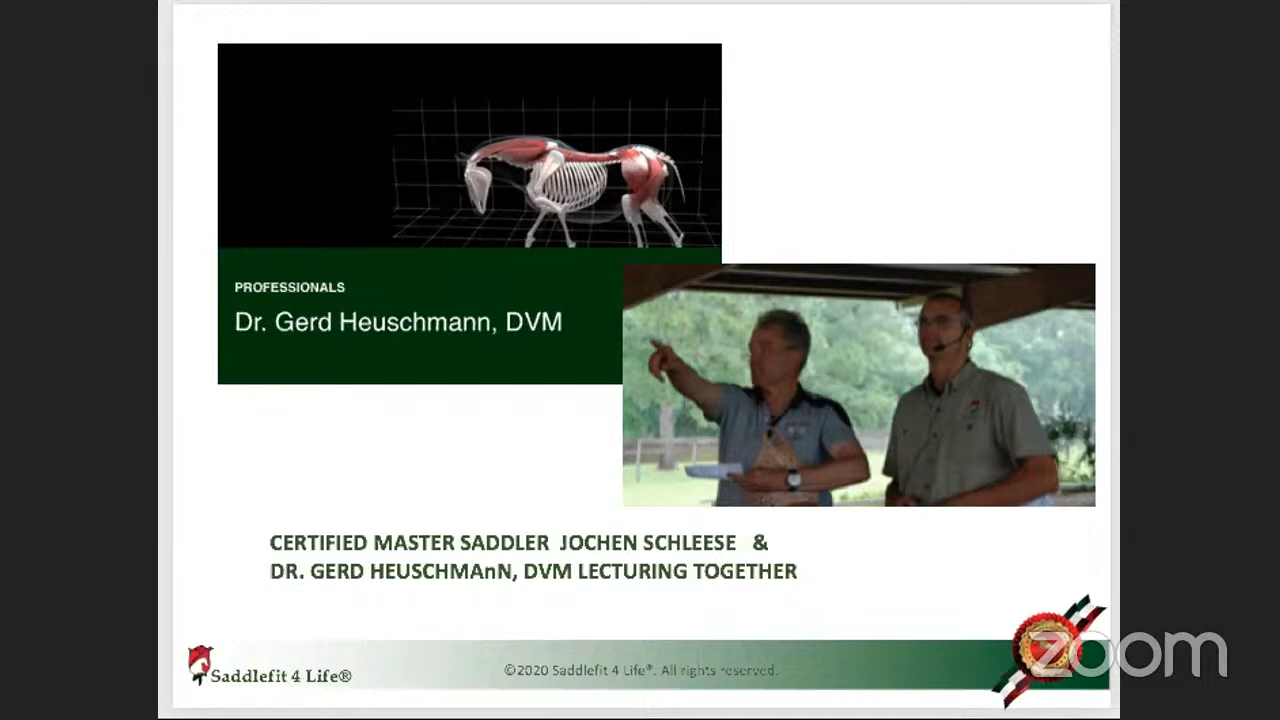 PROFESSIONALS
Dr. Gerd Heuschmann, DVM
CERTIFIED MASTER SADDLER JOCHEN SCHLEESE &
DR. GERD HEUSCHMAnN, DVM LECTURING TOGETHER
Saddlefit 4 Life®
©2020 Saddlefit 4 Life®. All rights reserved.
zoom